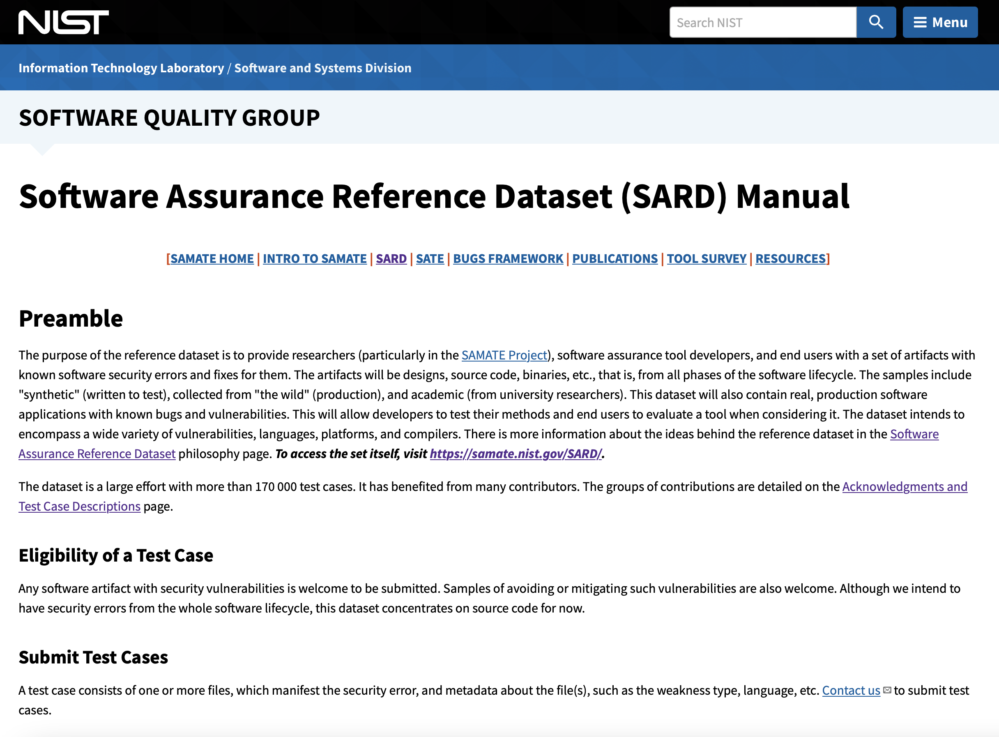 NIST
Search NIST
Menu
Information Technology Laboratory / Software and Systems Division
SOFTWARE QUALITY GROUP
Software Assurance Reference Dataset (SARD) Manual
[SAMATE HOME | INTRO TO SAMATE | SARD | SATE | BUGS FRAMEWORK | PUBLICATIONS | TOOL SURVEY | RESOURCES]
Preamble
The purpose of the reference dataset is to provide researchers (particularly in the SAMATE Project), software assurance tool developers, and end users with a set of artifacts with
known software security errors and fixes for them. The artifacts will be designs, source code, binaries, etc., that is, from all phases of the software lifecycle. The samples include
"synthetic" (written to test), collected from "the wild" (production), and academic (from university researchers). This dataset will also contain real, production software
applications with known bugs and vulnerabilities. This will allow developers to test their methods and end users to evaluate a tool when considering it. The dataset intends to
encompass a wide variety of vulnerabilities, languages, platforms, and compilers. There is more information about the ideas behind the reference dataset in the Software
Assurance Reference Dataset philosophy page. To access the set itself, visit https://samate.nist.gov/SARD/.
The dataset is a large effort with more than 170 000 test cases. It has benefited from many contributors. The groups of contributions are detailed on the Acknowledgments and
Test Case Descriptions page.
Eligibility of a Test Case
Any software artifact with security vulnerabilities is welcome to be submitted. Samples of avoiding or mitigating such vulnerabilities are also welcome. Although we intend to
have security errors from the whole software lifecycle, this dataset concentrates on source code for now.
Submit Test Cases
A test case consists of one or more files, which manifest the security error, and metadata about the file(s), such as the weakness type, language, etc. Contact us to submit test
cases.